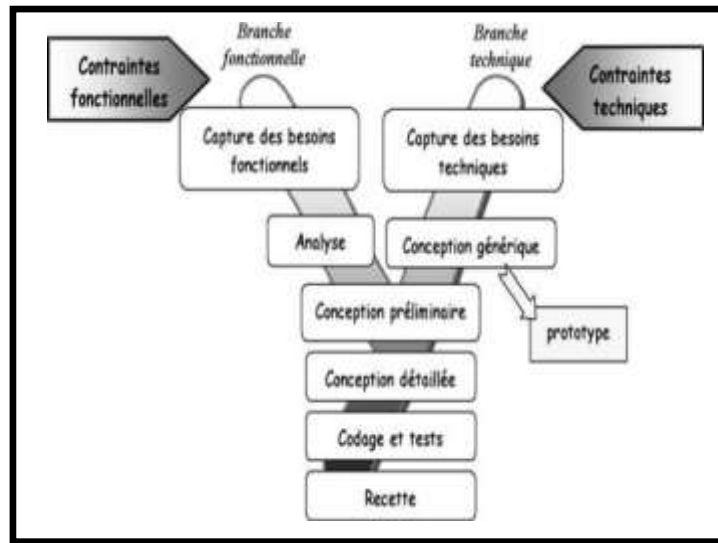 Branche
fonctionnelle
Branche
technique
Contraintes
fonctionnelles
Contraintes
techniques
Capture des besoins
fonctionnels
Capture des besoins
techniques
Analyse
Conception générique
Conception préliminaire
prototype
Conception détaillée
Codage et tests
Recette